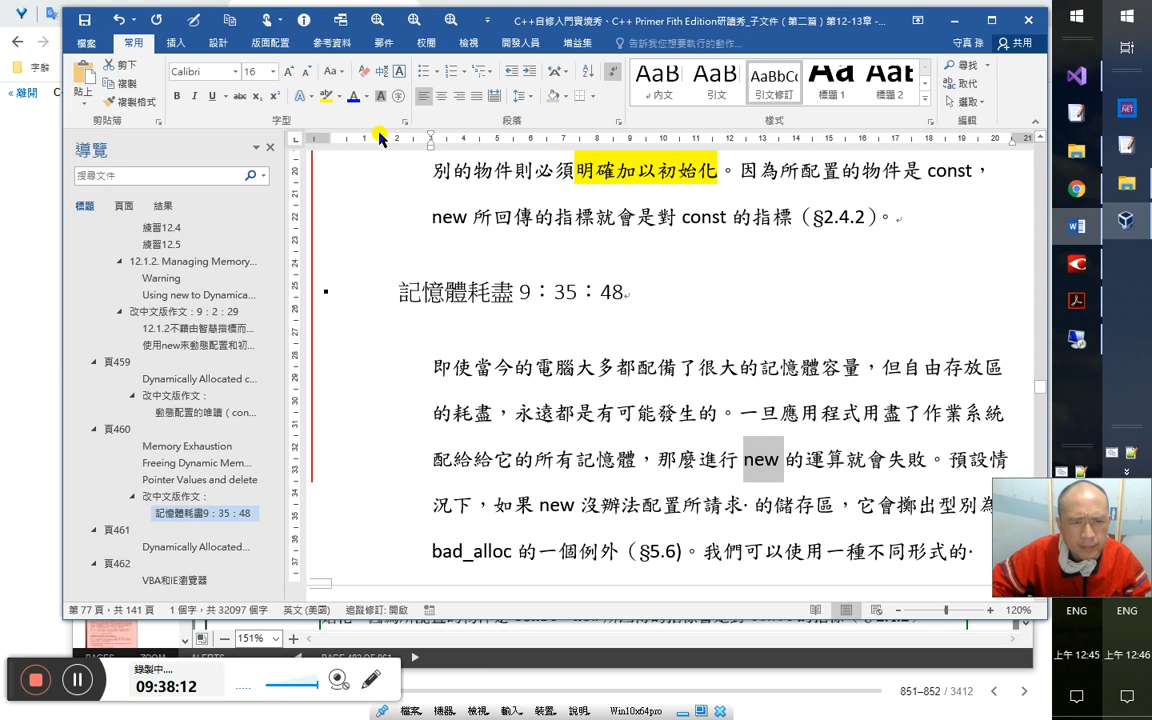 C++自修入門實境秀、C++ Primer Fith Edition研讀秀_子文件（第二篇）第12-13章 - ...
檔案 常用 插入 設計 版面配置 參考資料 郵件 校閱 檢視 開發人員 增益集 告訴我您想要執行的動作... 守真 孫 共用
字齡
« 離開
貼上
剪下
複製
複製格式
剪貼簿
Calibri 16
字型
段落
AaBbC AaBbC AaBbCc AaBb AaBbC
內文 引文 引文修訂 標題 1 標題 2
樣式
尋找
取代
選取
編輯
導覽
搜尋文件
標題 頁面 結果
練習12.4
練習12.5
12.1.2. Managing Memory...
Warning
Using new to Dynamica...
改中文版作文：9：2：29
12.1.2不藉由智慧指標而...
使用new來動態配置和初...
頁459
Dynamically Allocated c...
改中文版作文：
動態配置的唯讀（con...
頁460
Memory Exhaustion
Freeing Dynamic Mem...
Pointer Values and delete
改中文版作文：
記憶體耗盡9：35：48
頁461
Dynamically Allocated...
頁462
VBA和IE瀏覽器
別的物件則必須明確加以初始化。因為所配置的物件是 const，
new 所回傳的指標就會是對 const 的指標（§2.4.2）。
記憶體耗盡 9：35：48
即使當今的電腦大多都配備了很大的記憶體容量，但自由存放區
的耗盡，永遠都是有可能發生的。一旦應用程式用盡了作業系統
配給給它的所有記憶體，那麼進行 new 的運算就會失敗。預設情
況下，如果 new 沒辦法配置所請求 的儲存區，它會擲出型別為
bad_alloc 的一個例外（§5.6)。我們可以使用一種不同形式的
第 77 頁，共 141 頁 1 個字，共 32097 個字 英文 (美國) 追蹤修訂: 開啟 120%
151%
錄製中....
09:38:12
851–852 / 3412
檔案 機器 檢視 輸入 裝置 說明 Win10x64pro
ENG ENG
上午 12:45 上午 12:46